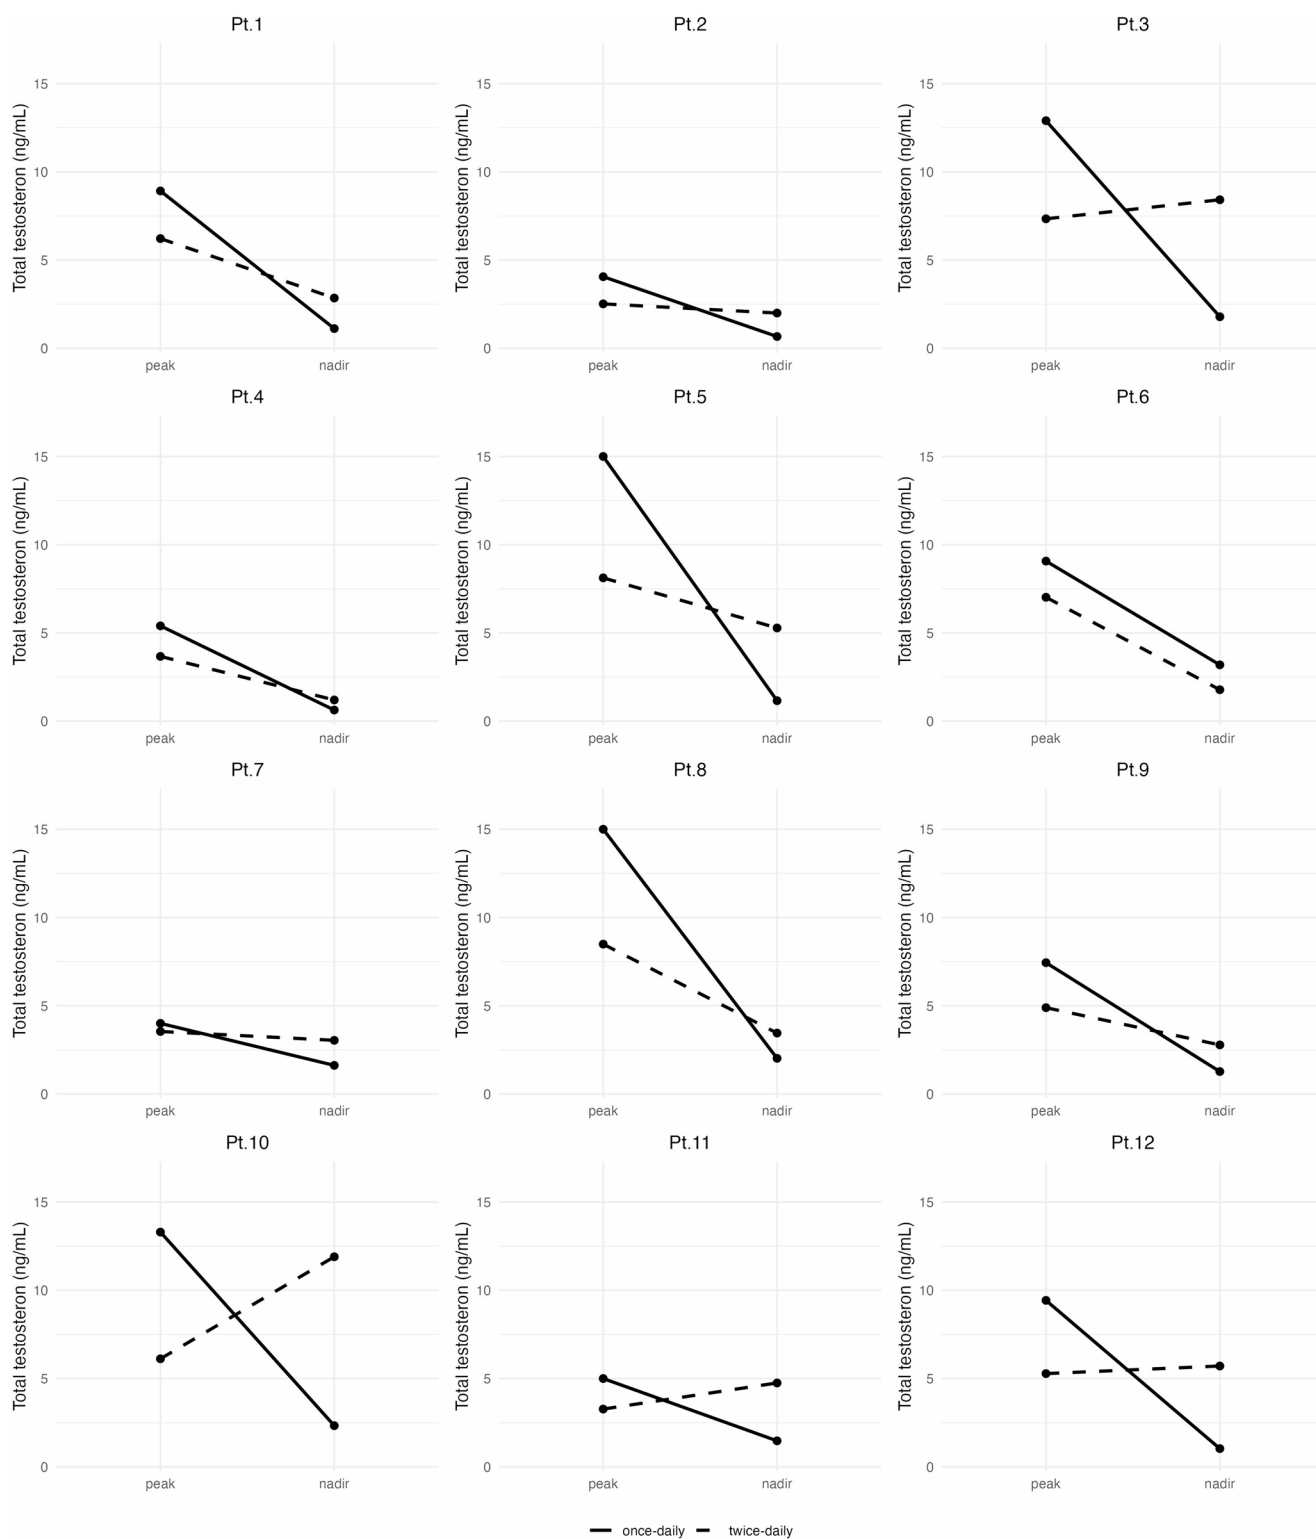 Pt.1
Pt.2
Pt.3
Total testosteron (ng/mL)
15
10
5
0
peak
nadir
Total testosteron (ng/mL)
15
10
5
0
peak
nadir
Total testosteron (ng/mL)
15
10
5
0
peak
nadir
Pt.4
Pt.5
Pt.6
Total testosteron (ng/mL)
15
10
5
0
peak
nadir
Total testosteron (ng/mL)
15
10
5
0
peak
nadir
Total testosteron (ng/mL)
15
10
5
0
peak
nadir
Pt.7
Pt.8
Pt.9
Total testosteron (ng/mL)
15
10
5
0
peak
nadir
Total testosteron (ng/mL)
15
10
5
0
peak
nadir
Total testosteron (ng/mL)
15
10
5
0
peak
nadir
Pt.10
Pt.11
Pt.12
Total testosteron (ng/mL)
15
10
5
0
peak
nadir
Total testosteron (ng/mL)
15
10
5
0
peak
nadir
Total testosteron (ng/mL)
15
10
5
0
peak
nadir
once-daily
twice-daily